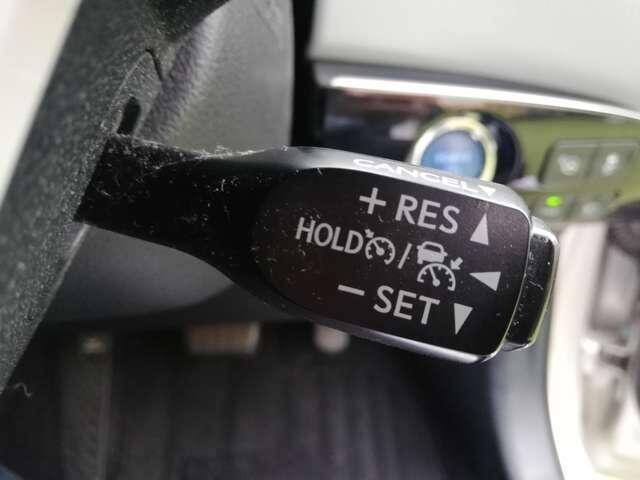 CANCEL▼
+ RES ▲
HOLD / ◀
− SET ▼